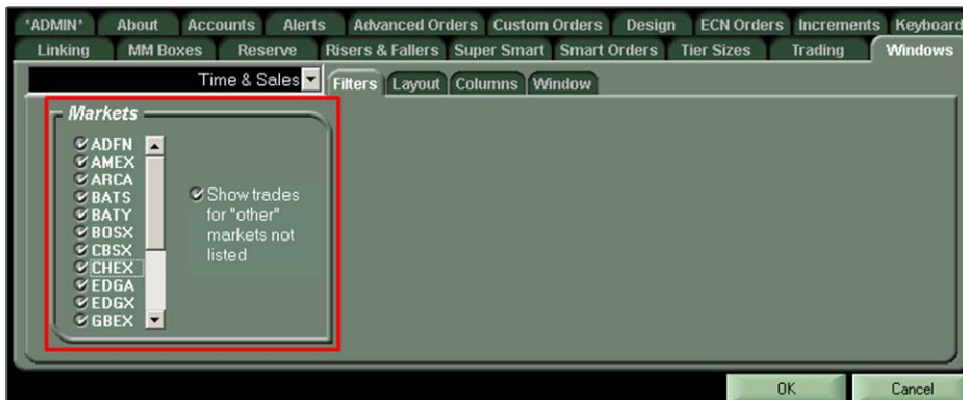 *ADMIN* About Accounts Alerts Advanced Orders Custom Orders Design ECN Orders Increments Keyboard
Linking MM Boxes Reserve Risers & Fallers Super Smart Smart Orders Tier Sizes Trading Windows
Time & Sales Filters Layout Columns Window
Markets
ADFN
AMEX
ARCA
BATS
BATY
BOSX
CBSX
CHEX
EDGA
EDGX
GBEX
Show trades
for "other"
markets not
listed
OK Cancel